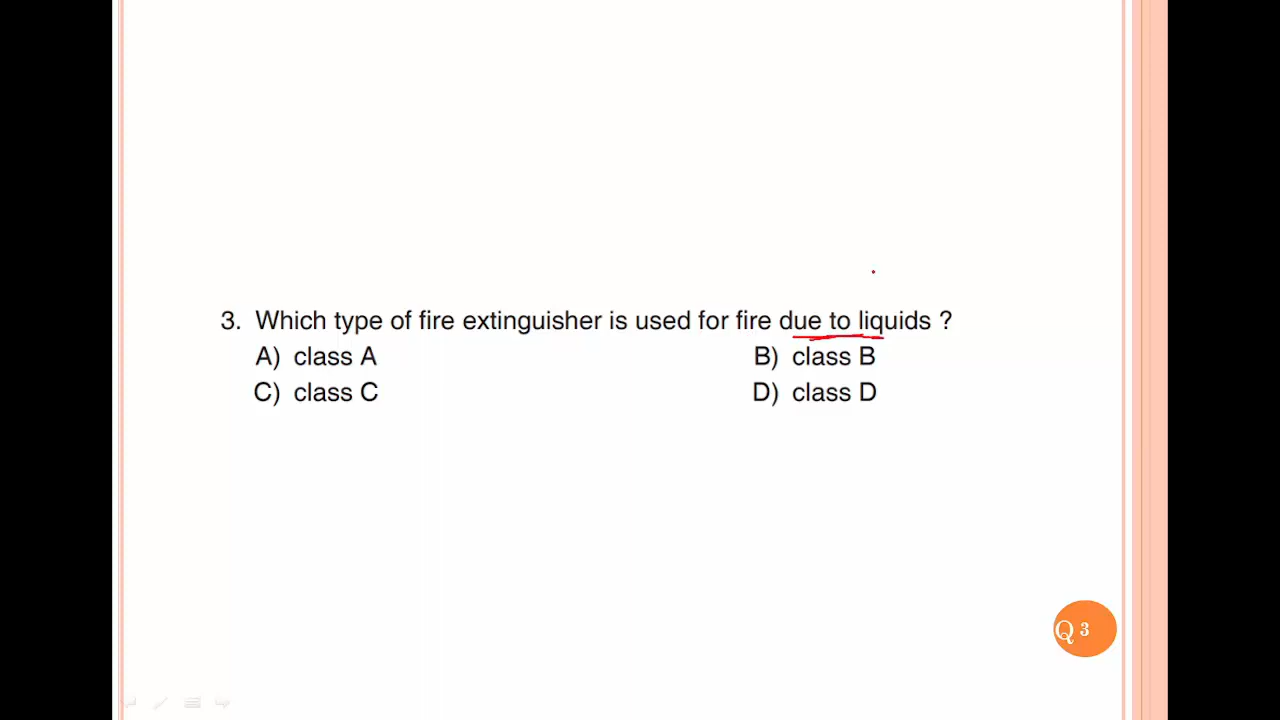 3. Which type of fire extinguisher is used for fire due to liquids ?
A) class A B) class B
C) class C D) class D
Q 3